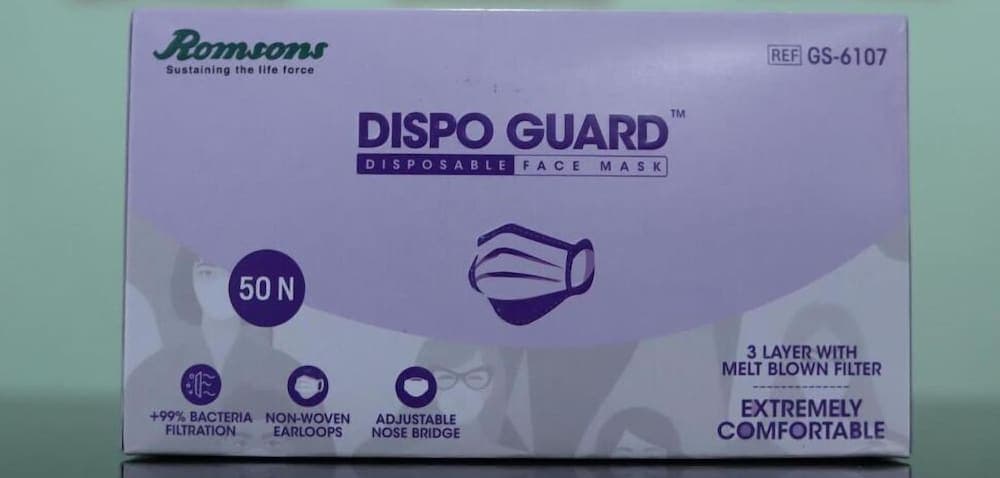 Romsons
Sustaining the life force
REF GS-6107
DISPO GUARD™
DISPOSABLE FACE MASK
50 N
3 LAYER WITH
MELT BLOWN FILTER
EXTREMELY
COMFORTABLE
+99% BACTERIA
FILTRATION
NON-WOVEN
EARLOOPS
ADJUSTABLE
NOSE BRIDGE